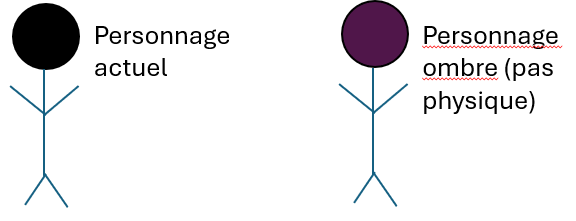 Personnage
actuel
Personnage
ombre (pas
physique)